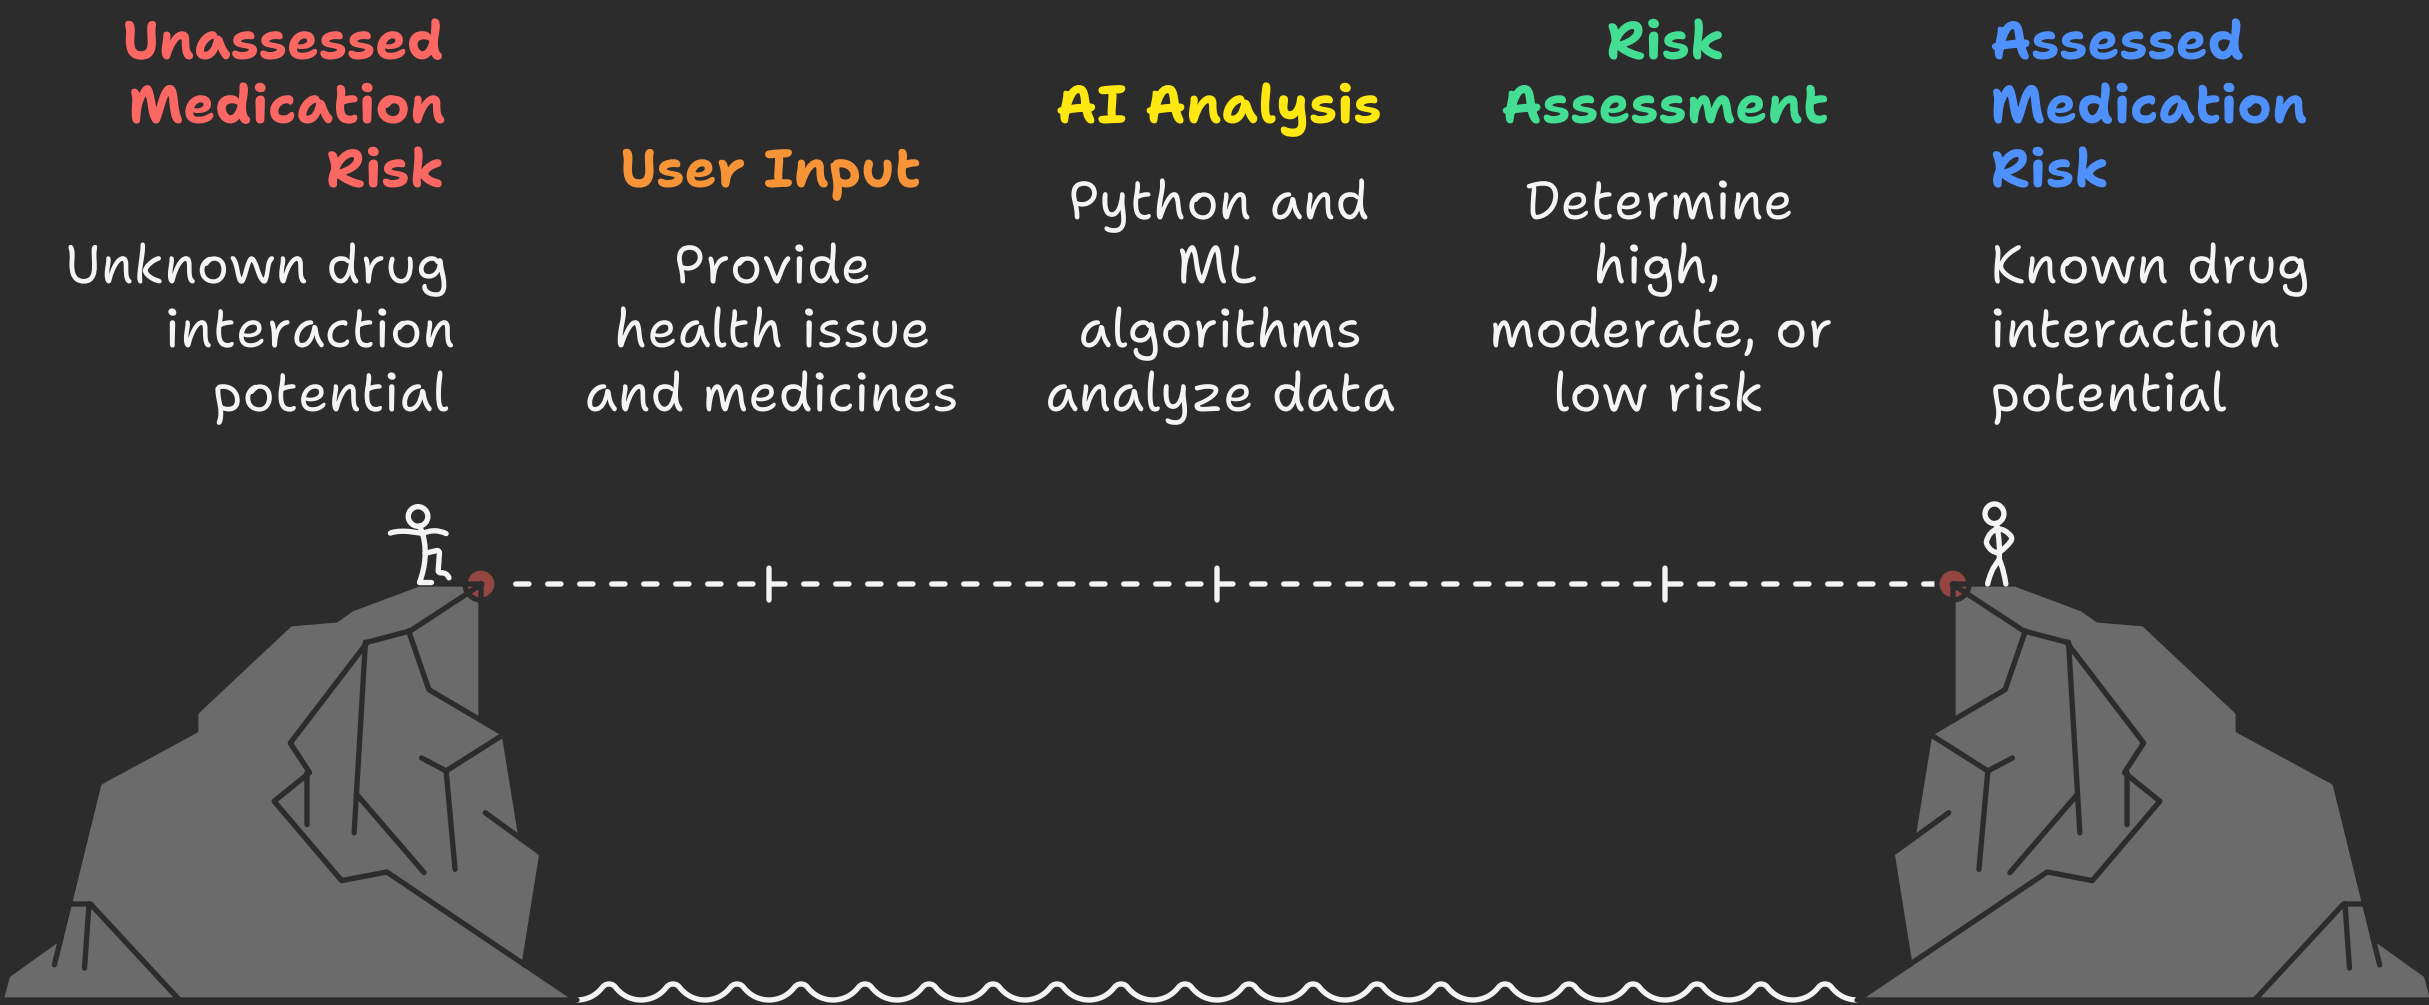 Unassessed
Medication
Risk
Unknown drug
interaction
potential
User Input
Provide
health issue
and medicines
AI Analysis
Python and
ML
algorithms
analyze data
Risk
Assessment
Determine
high,
moderate, or
low risk
Assessed
Medication
Risk
Known drug
interaction
potential